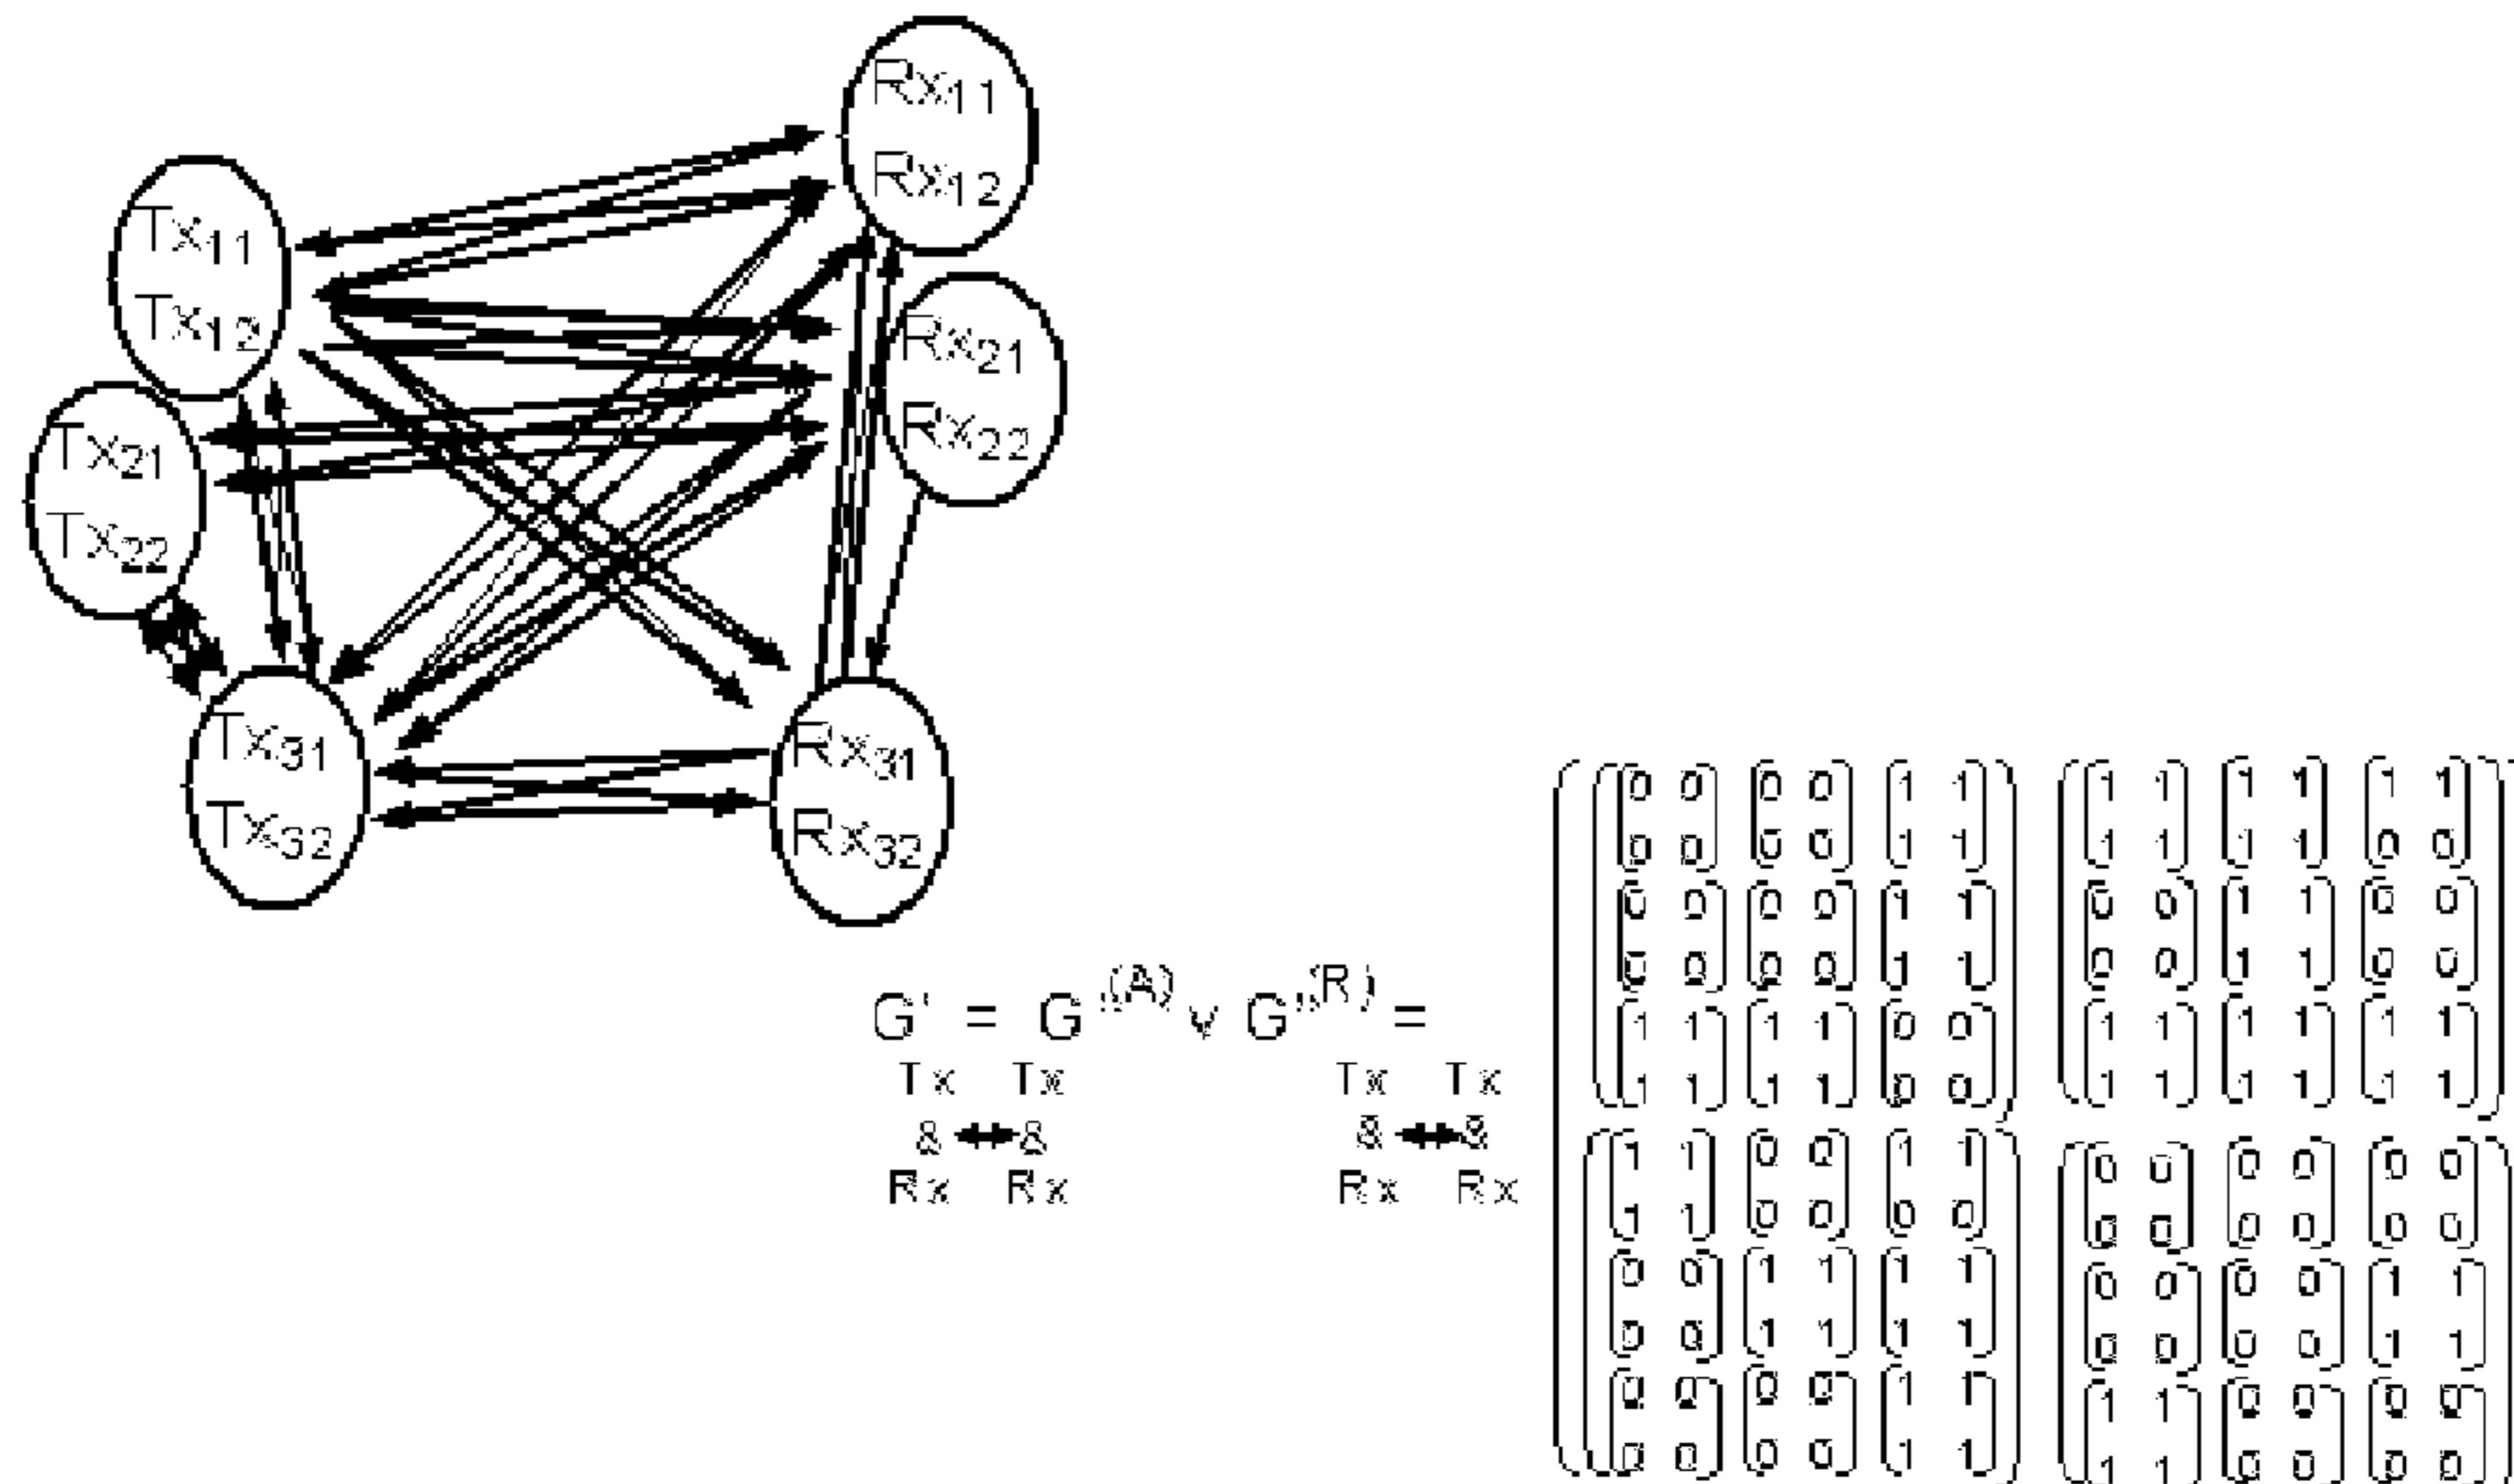 Rx11
Rx12
Tx11
Tx12
Rx21
Rx22
Tx21
Tx22
Tx31
Tx32
Rx31
Rx32
G' = G''(A) v G''(R) =
Tx Tx Tx Tx
& & & &
Rx Rx Rx Rx
0 0 0 0 1 1 1 1 1 1 1 1
0 0 0 0 1 1 1 1 1 1 0 0
0 0 0 0 1 1 0 0 1 1 0 0
0 0 0 0 1 1 0 0 1 1 0 0
1 1 1 1 0 0 1 1 1 1 1 1
1 1 1 1 0 0 1 1 1 1 1 1
1 1 0 0 1 1 0 0 0 0 0 0
1 1 0 0 0 0 0 0 0 0 0 0
0 0 1 1 1 1 0 0 0 0 1 1
0 0 1 1 1 1 0 0 0 0 1 1
0 0 0 0 1 1 1 1 0 0 0 0
0 0 0 0 1 1 1 1 0 0 0 0